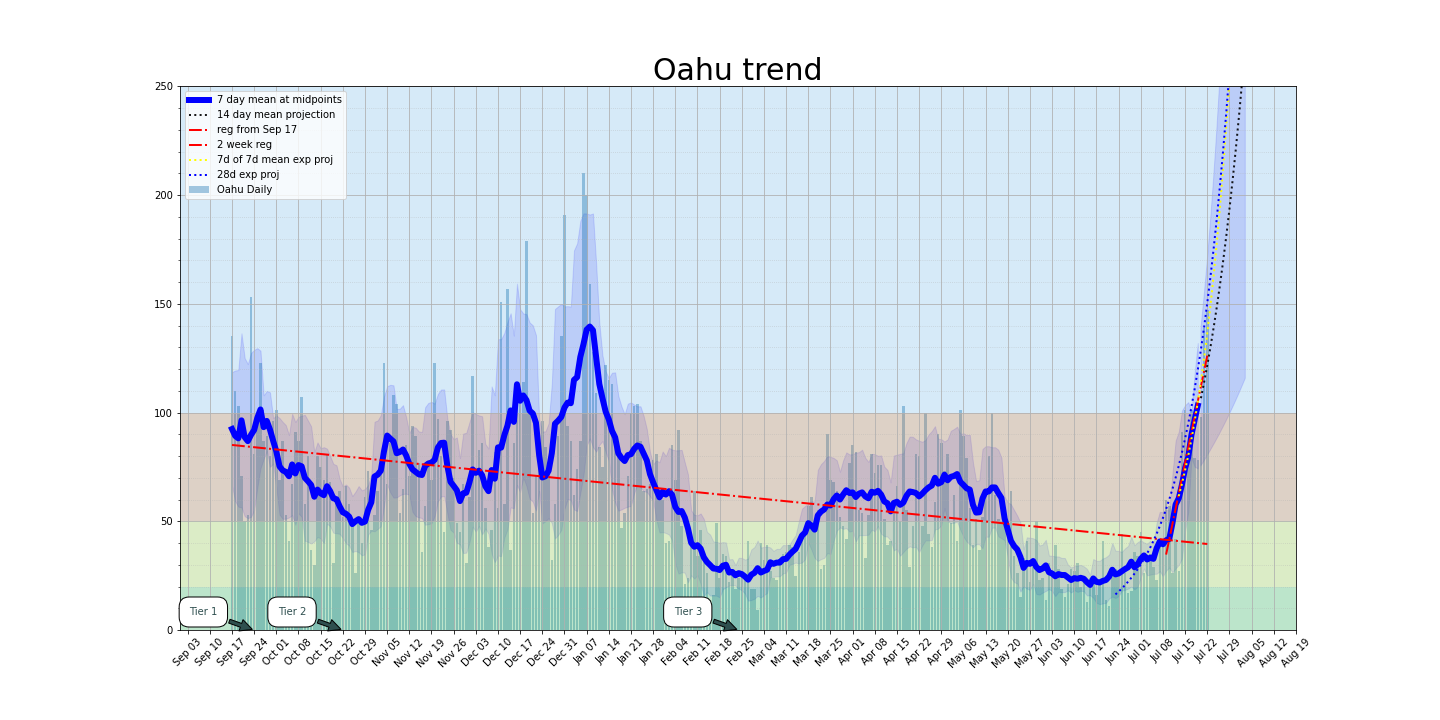 Oahu trend
250
200
150
100
50
0
7 day mean at midpoints
14 day mean projection
reg from Sep 17
2 week reg
7d of 7d mean exp proj
28d exp proj
Oahu Daily
Tier 1
Tier 2
Tier 3
Sep 03
Sep 10
Sep 17
Sep 24
Oct 01
Oct 08
Oct 15
Oct 22
Oct 29
Nov 05
Nov 12
Nov 19
Nov 26
Dec 03
Dec 10
Dec 17
Dec 24
Dec 31
Jan 07
Jan 14
Jan 21
Jan 28
Feb 04
Feb 11
Feb 18
Feb 25
Mar 04
Mar 11
Mar 18
Mar 25
Apr 01
Apr 08
Apr 15
Apr 22
Apr 29
May 06
May 13
May 20
May 27
Jun 03
Jun 10
Jun 17
Jun 24
Jul 01
Jul 08
Jul 15
Jul 22
Jul 29
Aug 05
Aug 12
Aug 19